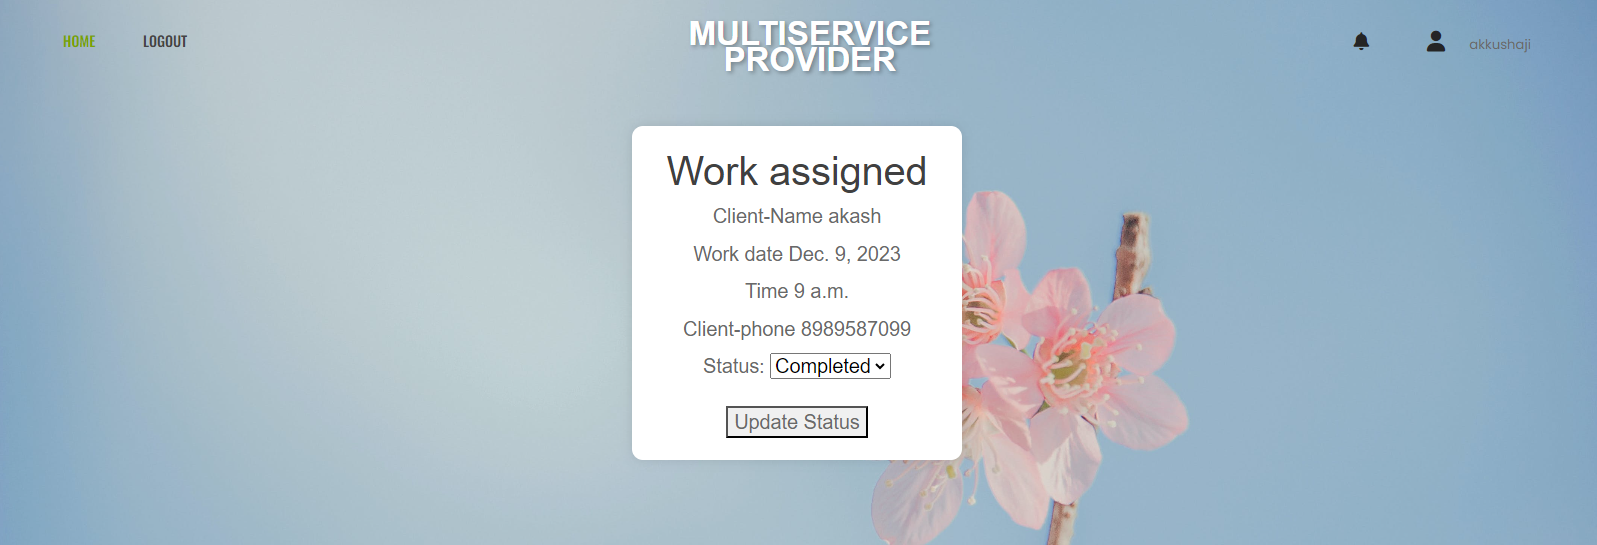 HOME
LOGOUT
MULTISERVICE
PROVIDER
akkushaji
Work assigned
Client-Name akash
Work date Dec. 9, 2023
Time 9 a.m.
Client-phone 8989587099
Status: Completed
Update Status